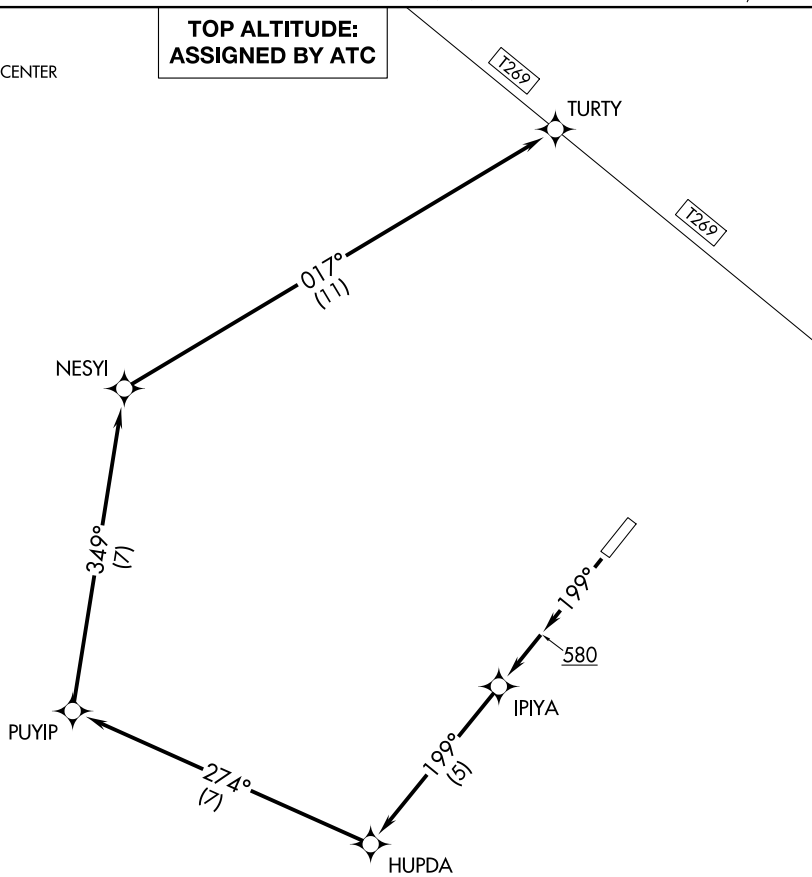 TOP ALTITUDE:
ASSIGNED BY ATC
CENTER
T269
TURTY
T269
017°
(11)
NESYI
349°
(7)
199°
580
IPIYA
PUYIP
199°
(5)
274°
(7)
HUPDA